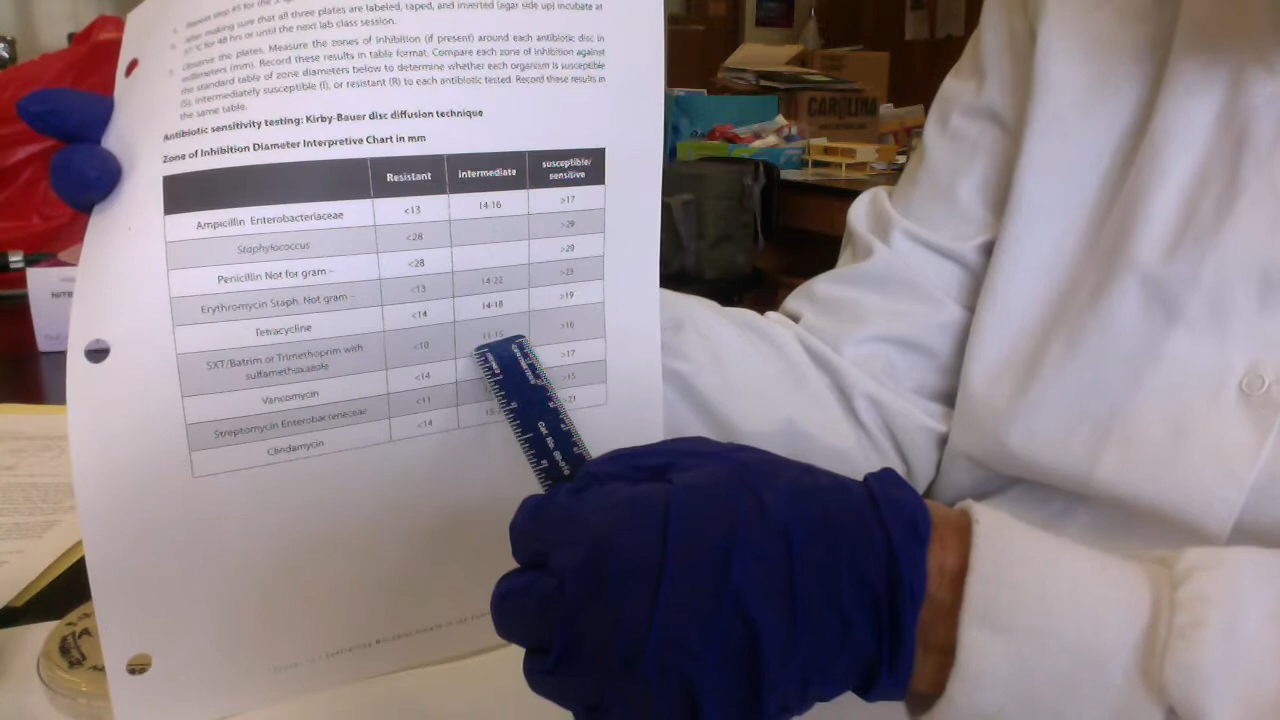 after making sure that all three plates are labeled, taped, and inverted (agar side up) incubate at
37°C for 48 hrs or until the next lab class session.
Observe the plates. Measure the zones of inhibition (if present) around each antibiotic disc in
millimeters (mm). Record these results in table format. Compare each zone of inhibition against
the standard table of zone diameters below to determine whether each organism is susceptible
(S), intermediately susceptible (I), or resistant (R) to each antibiotic tested. Record these results in
the same table.
Antibiotic sensitivity testing: Kirby-Bauer disc diffusion technique
Zone of Inhibition Diameter Interpretive Chart in mm
Resistant intermediate susceptible/
sensitive
Ampicillin Enterobacteriaceae <13 14-16 >17
Staphylococcus <28 >29
Penicillin Not for gram – <28 >29
Erythromycin Staph. Not gram – <13 14-22 >23
Tetracycline <14 14-18 >19
SXT/Batrim or Trimethoprim with
sulfamethoxazole <10 11-15 >16
Vancomycin <14 >17
Streptomycin Enterobacteneceae <11 >15
Clindamycin <14 15- >21
INCHES
CENTIMETERS
Cat. No.
CAROLINA
NITR